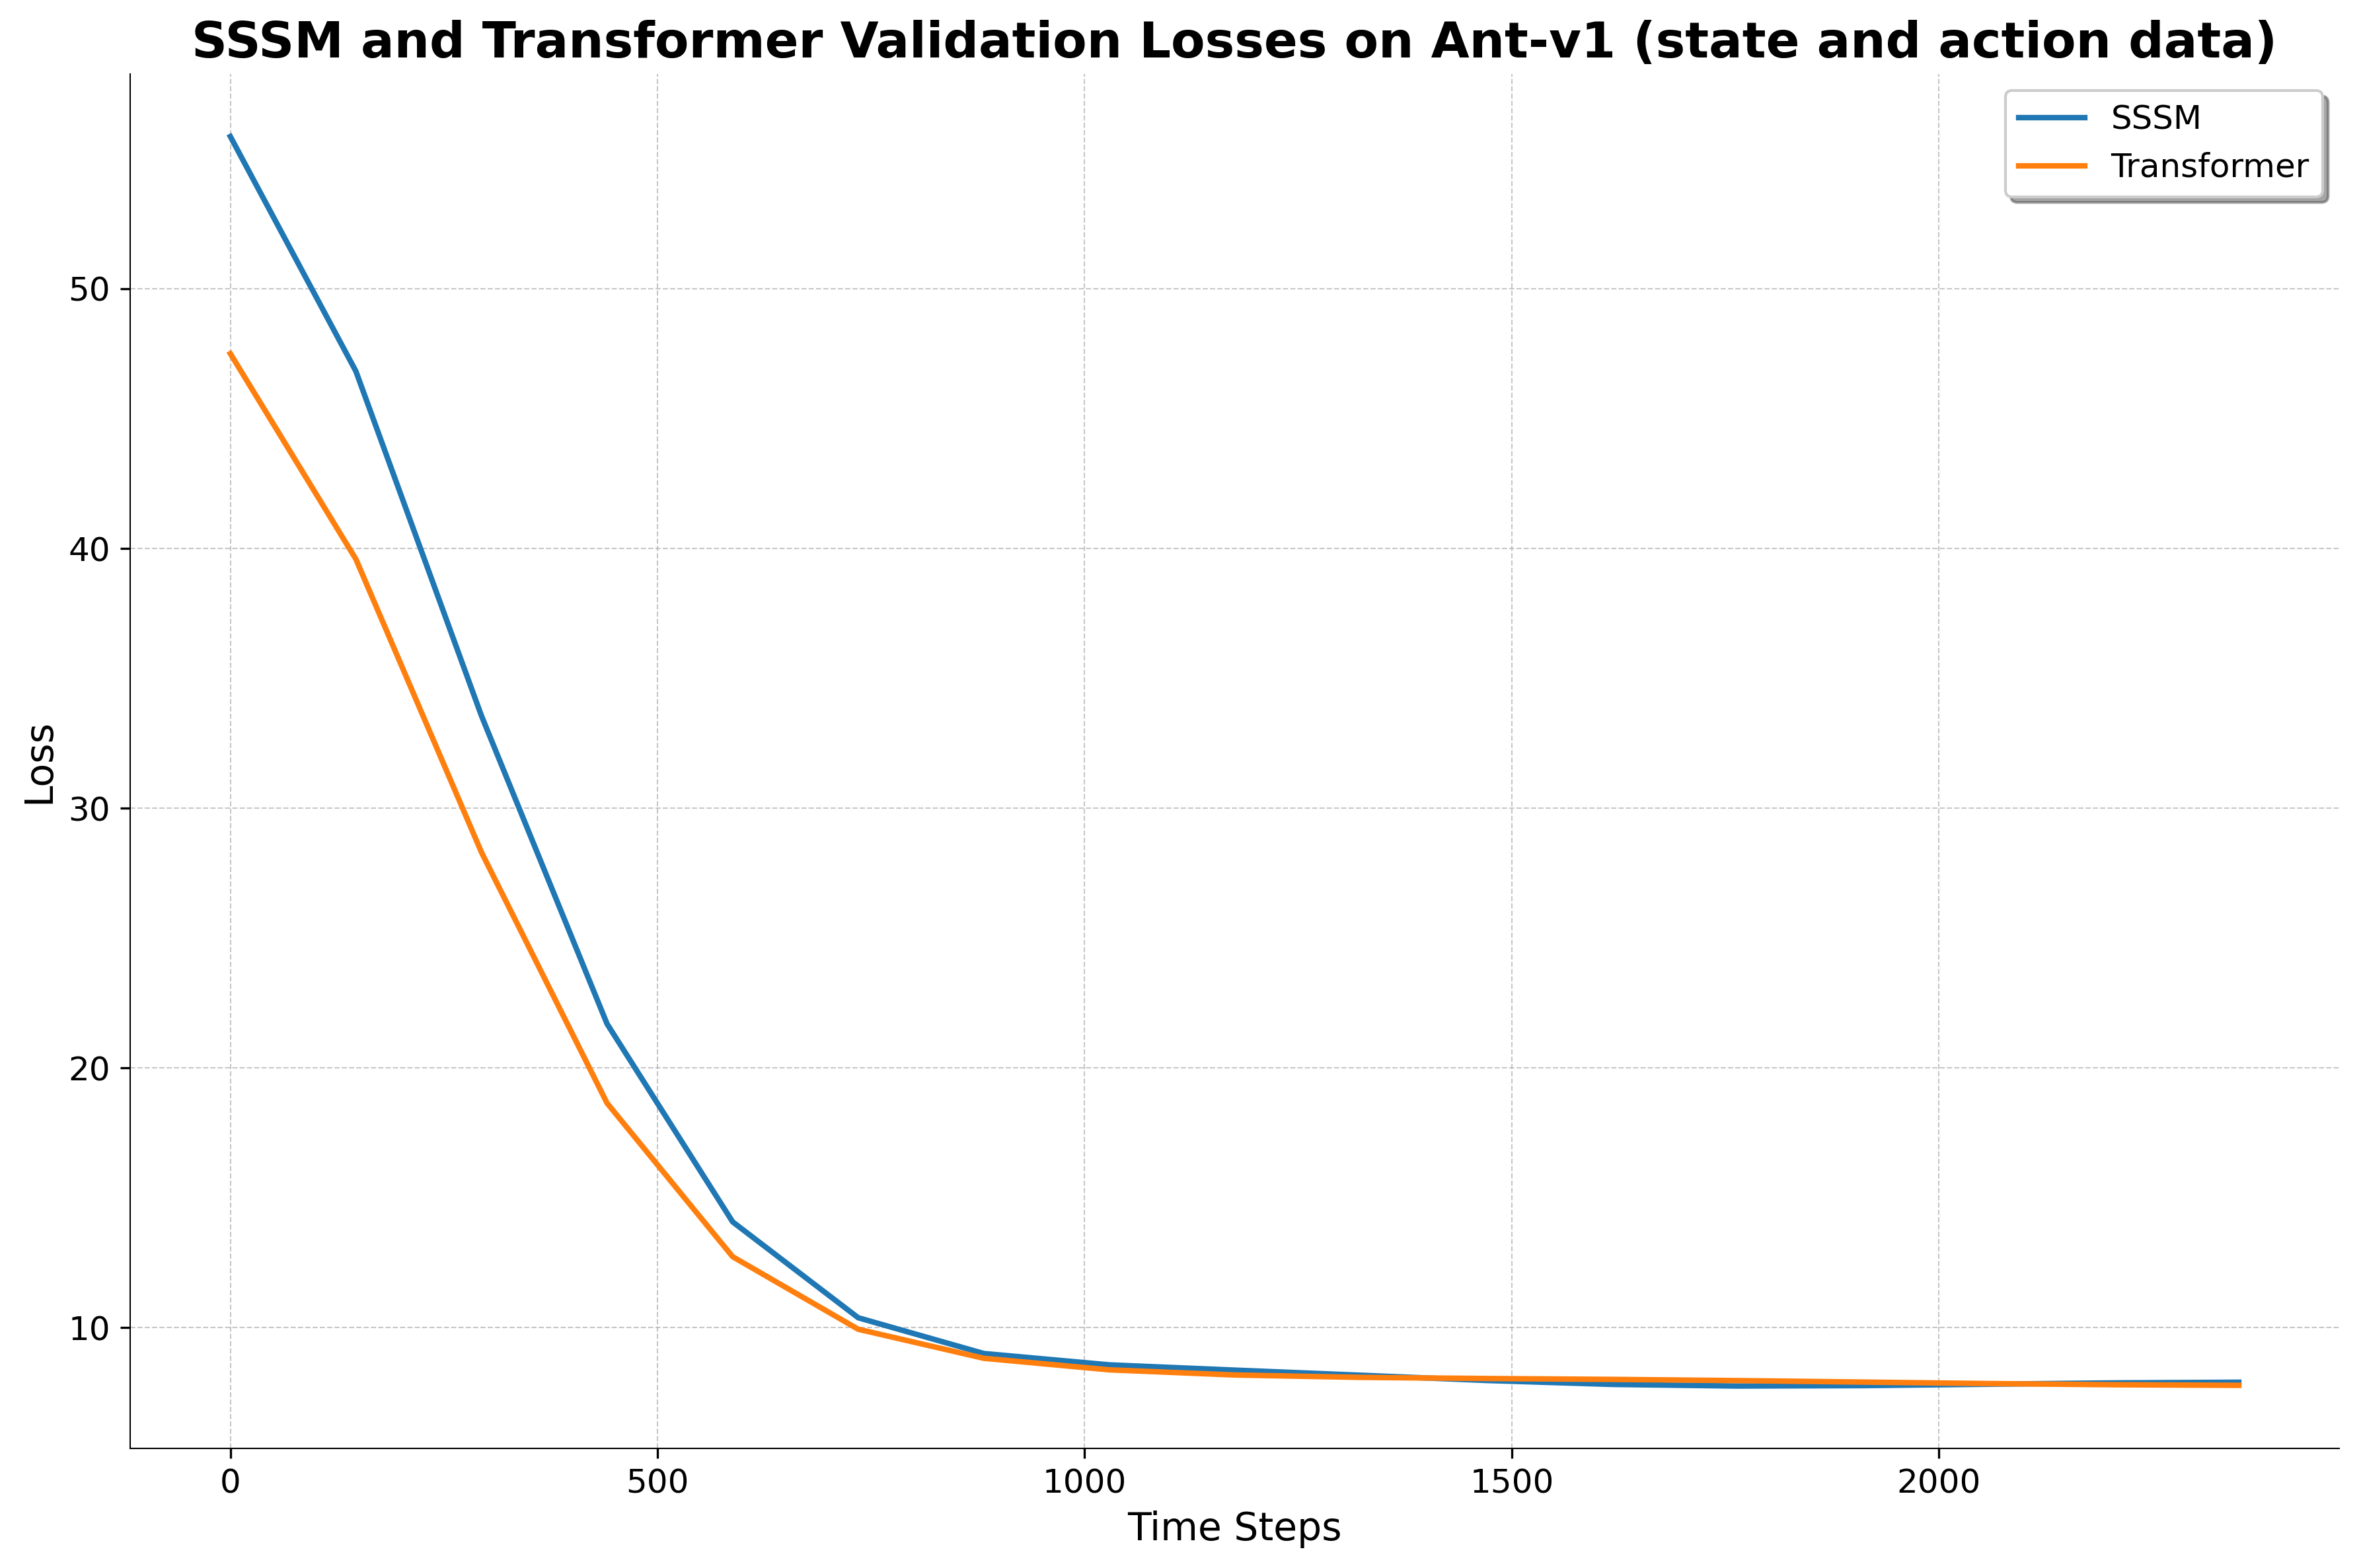 SSSM and Transformer Validation Losses on Ant-v1 (state and action data)
SSSM
Transformer
50
40
30
20
10
Loss
0
500
1000
1500
2000
Time Steps